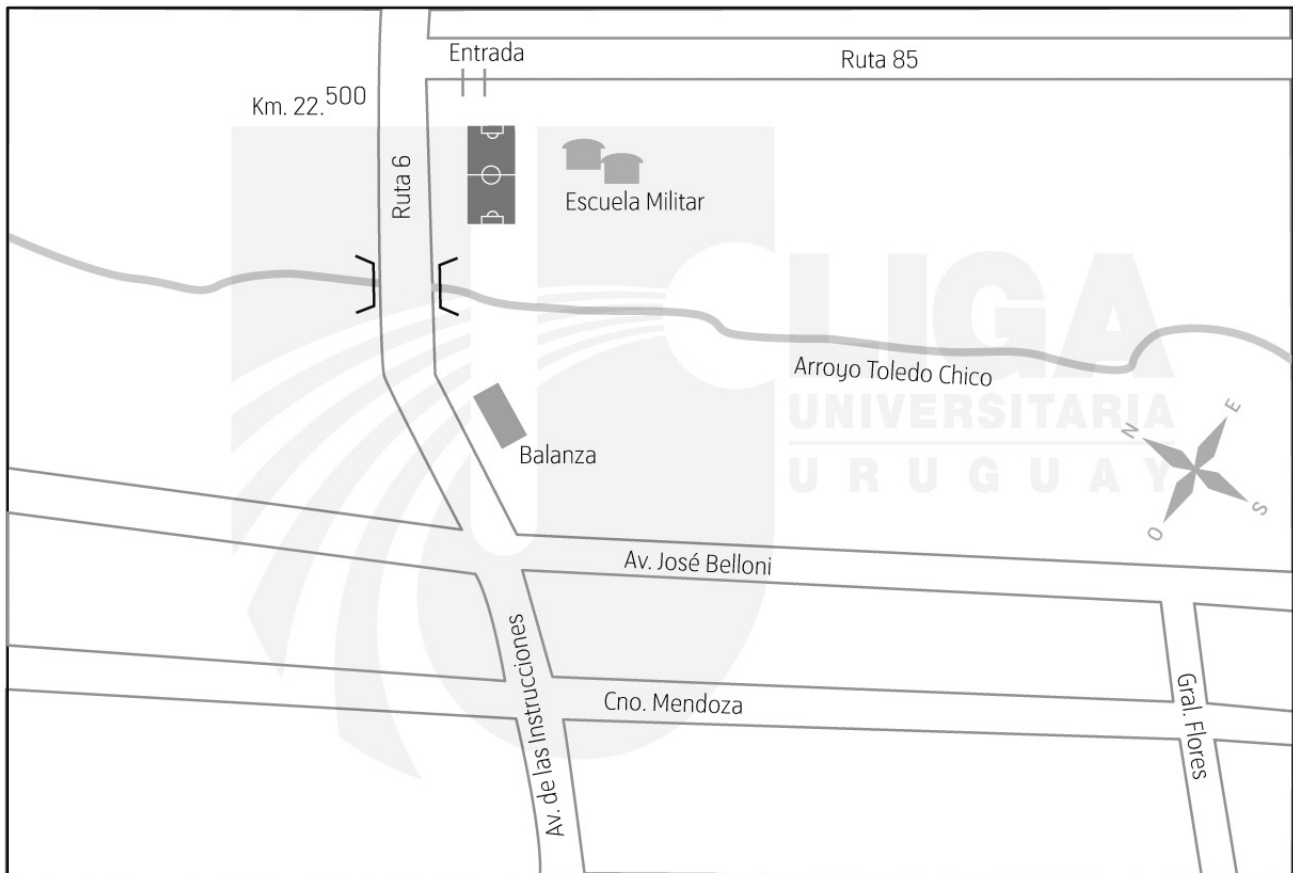 Entrada
Ruta 85
Km. 22.500
Ruta 6
Escuela Militar
Arroyo Toledo Chico
LIGA
UNIVERSITARIA
URUGUAY
N
E
S
O
Balanza
Av. José Belloni
Av. de las Instrucciones
Cno. Mendoza
Gral. Flores